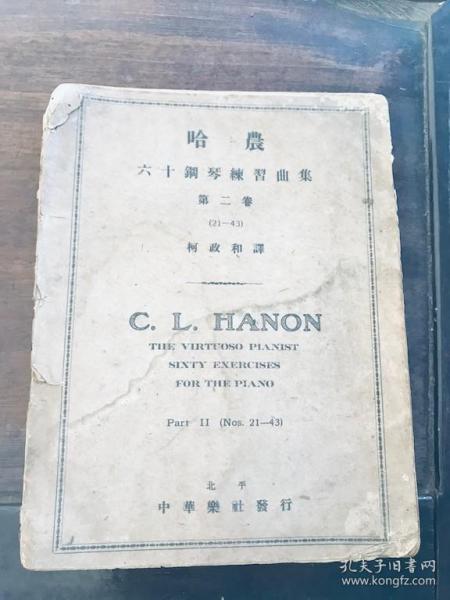 哈農
六十鋼琴練習曲集
第二卷
(21—43)
柯政和譯
C. L. HANON
THE VIRTUOSO PIANIST
SIXTY EXERCISES
FOR THE PIANO
Part II (Nos. 21—43)
北平
中華樂社發行
孔夫子旧书网
www.kongfz.com